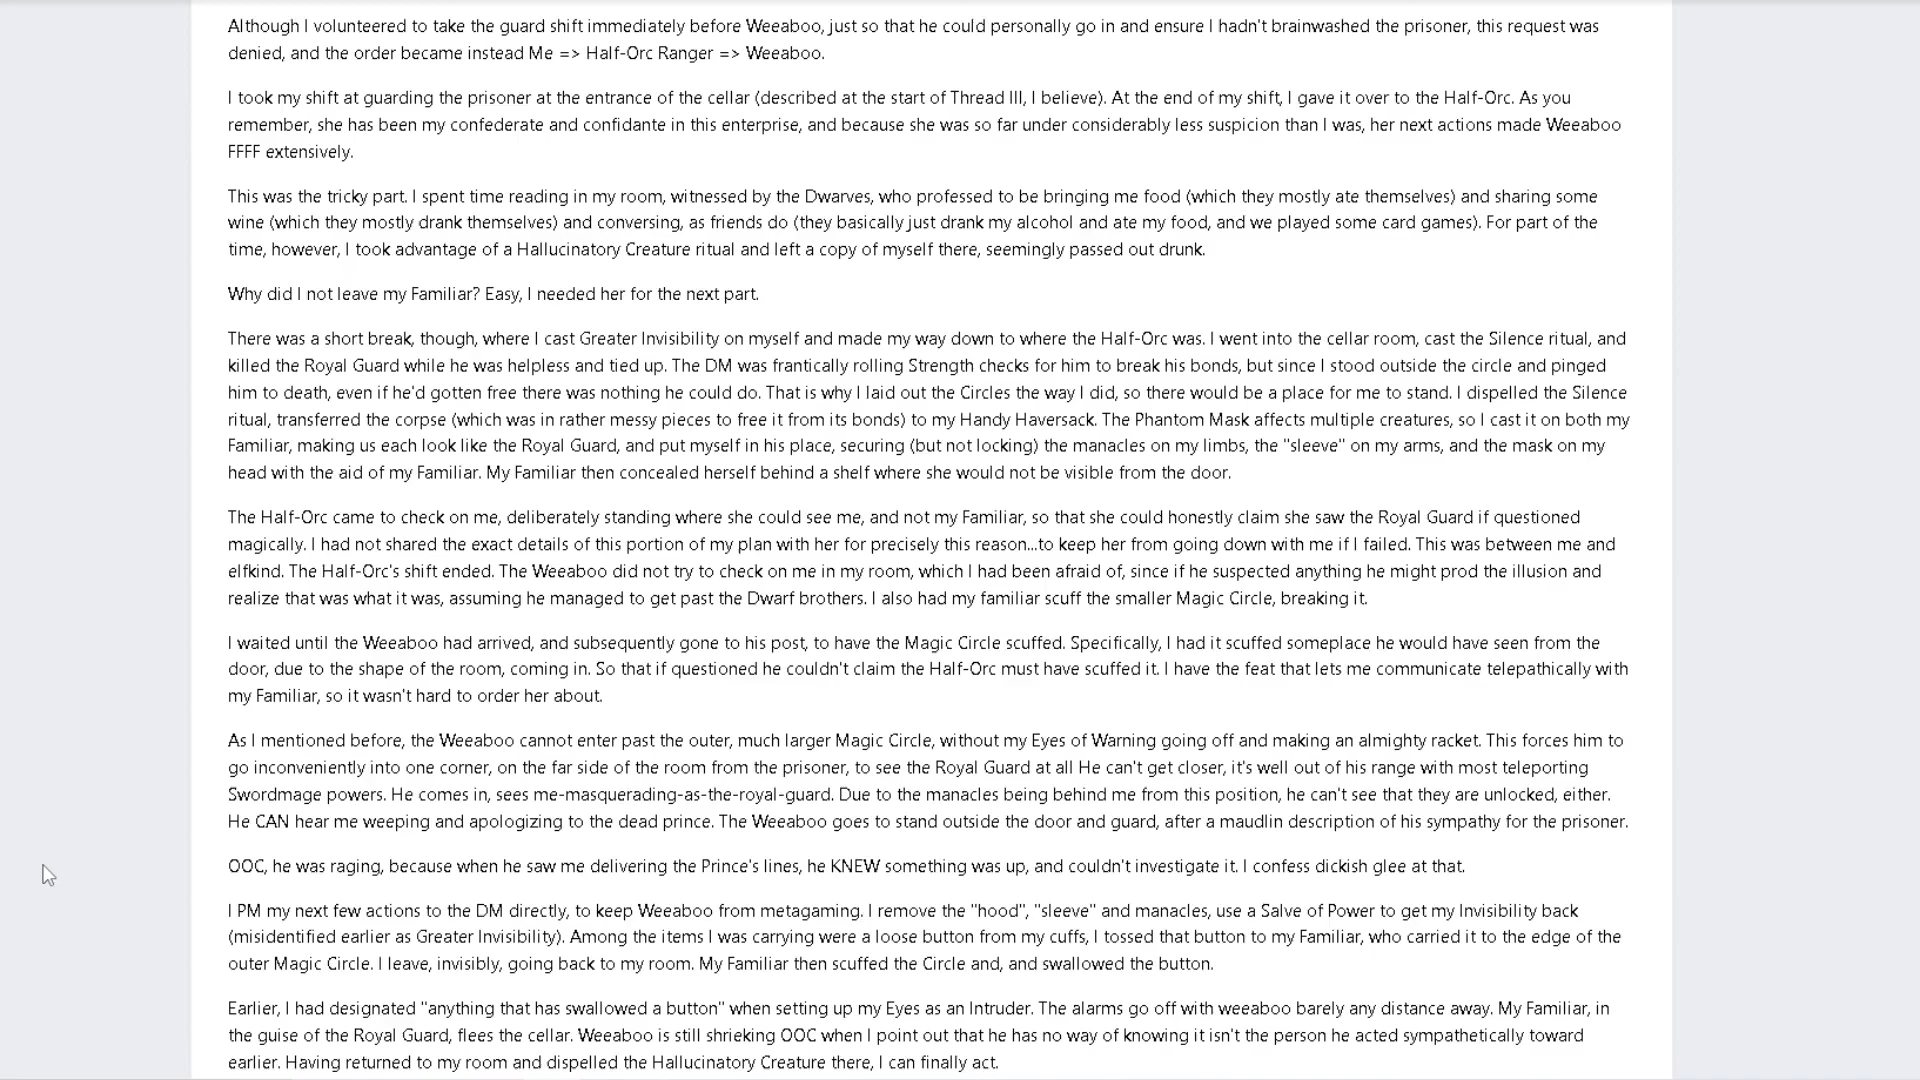 Although I volunteered to take the guard shift immediately before Weeaboo, just so that he could personally go in and ensure I hadn't brainwashed the prisoner, this request was
denied, and the order became instead Me => Half-Orc Ranger => Weeaboo.
I took my shift at guarding the prisoner at the entrance of the cellar (described at the start of Thread III, I believe). At the end of my shift, I gave it over to the Half-Orc. As you
remember, she has been my confederate and confidante in this enterprise, and because she was so far under considerably less suspicion than I was, her next actions made Weeaboo
FFFF extensively.
This was the tricky part. I spent time reading in my room, witnessed by the Dwarves, who professed to be bringing me food (which they mostly ate themselves) and sharing some
wine (which they mostly drank themselves) and conversing, as friends do (they basically just drank my alcohol and ate my food, and we played some card games). For part of the
time, however, I took advantage of a Hallucinatory Creature ritual and left a copy of myself there, seemingly passed out drunk.
Why did I not leave my Familiar? Easy, I needed her for the next part.
There was a short break, though, where I cast Greater Invisibility on myself and made my way down to where the Half-Orc was. I went into the cellar room, cast the Silence ritual, and
killed the Royal Guard while he was helpless and tied up. The DM was frantically rolling Strength checks for him to break his bonds, but since I stood outside the circle and pinged
him to death, even if he'd gotten free there was nothing he could do. That is why I laid out the Circles the way I did, so there would be a place for me to stand. I dispelled the Silence
ritual, transferred the corpse (which was in rather messy pieces to free it from its bonds) to my Handy Haversack. The Phantom Mask affects multiple creatures, so I cast it on both my
Familiar, making us each look like the Royal Guard, and put myself in his place, securing (but not locking) the manacles on my limbs, the "sleeve" on my arms, and the mask on my
head with the aid of my Familiar. My Familiar then concealed herself behind a shelf where she would not be visible from the door.
The Half-Orc came to check on me, deliberately standing where she could see me, and not my Familiar, so that she could honestly claim she saw the Royal Guard if questioned
magically. I had not shared the exact details of this portion of my plan with her for precisely this reason...to keep her from going down with me if I failed. This was between me and
elfkind. The Half-Orc's shift ended. The Weeaboo did not try to check on me in my room, which I had been afraid of, since if he suspected anything he might prod the illusion and
realize that was what it was, assuming he managed to get past the Dwarf brothers. I also had my familiar scuff the smaller Magic Circle, breaking it.
I waited until the Weeaboo had arrived, and subsequently gone to his post, to have the Magic Circle scuffed. Specifically, I had it scuffed someplace he would have seen from the
door, due to the shape of the room, coming in. So that if questioned he couldn't claim the Half-Orc must have scuffed it. I have the feat that lets me communicate telepathically with
my Familiar, so it wasn't hard to order her about.
As I mentioned before, the Weeaboo cannot enter past the outer, much larger Magic Circle, without my Eyes of Warning going off and making an almighty racket. This forces him to
go inconveniently into one corner, on the far side of the room from the prisoner, to see the Royal Guard at all He can't get closer, it's well out of his range with most teleporting
Swordmage powers. He comes in, sees me-masquerading-as-the-royal-guard. Due to the manacles being behind me from this position, he can't see that they are unlocked, either.
He CAN hear me weeping and apologizing to the dead prince. The Weeaboo goes to stand outside the door and guard, after a maudlin description of his sympathy for the prisoner.
OOC, he was raging, because when he saw me delivering the Prince's lines, he KNEW something was up, and couldn't investigate it. I confess dickish glee at that.
I PM my next few actions to the DM directly, to keep Weeaboo from metagaming. I remove the "hood", "sleeve" and manacles, use a Salve of Power to get my Invisibility back
(misidentified earlier as Greater Invisibility). Among the items I was carrying were a loose button from my cuffs, I tossed that button to my Familiar, who carried it to the edge of the
outer Magic Circle. I leave, invisibly, going back to my room. My Familiar then scuffed the Circle and, and swallowed the button.
Earlier, I had designated "anything that has swallowed a button" when setting up my Eyes as an Intruder. The alarms go off with weeaboo barely any distance away. My Familiar, in
the guise of the Royal Guard, flees the cellar. Weeaboo is still shrieking OOC when I point out that he has no way of knowing it isn't the person he acted sympathetically toward
earlier. Having returned to my room and dispelled the Hallucinatory Creature there, I can finally act.